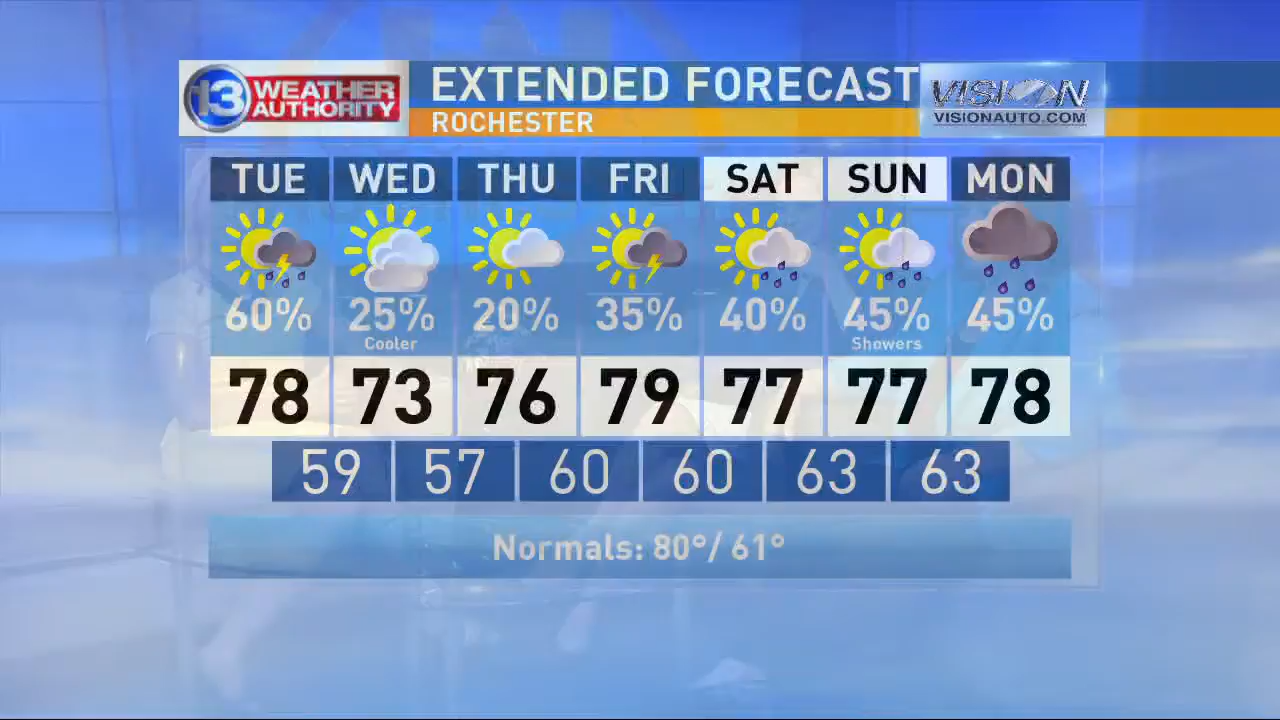 13 WEATHER AUTHORITY
EXTENDED FORECAST
ROCHESTER
VISION
VISIONAUTO.COM
TUE WED THU FRI SAT SUN MON
60% 25% 20% 35% 40% 45% 45%
Cooler Showers
78 73 76 79 77 77 78
59 57 60 60 63 63
Normals: 80°/ 61°